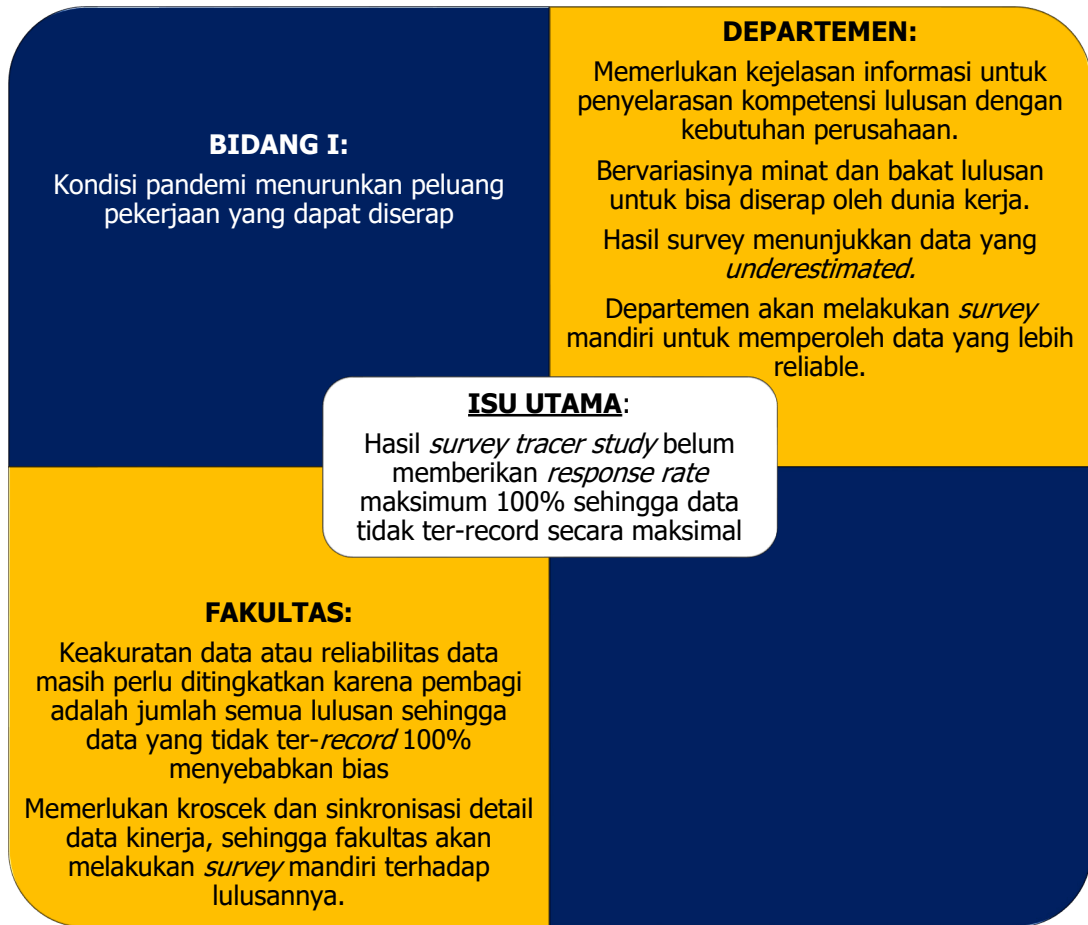 BIDANG I:
Kondisi pandemi menurunkan peluang
pekerjaan yang dapat diserap
DEPARTEMEN:
Memerlukan kejelasan informasi untuk
penyelarasan kompetensi lulusan dengan
kebutuhan perusahaan.
Bervariasinya minat dan bakat lulusan
untuk bisa diserap oleh dunia kerja.
Hasil survey menunjukkan data yang
underestimated.
Departemen akan melakukan survey
mandiri untuk memperoleh data yang lebih
reliable.
ISU UTAMA:
Hasil survey tracer study belum
memberikan response rate
maksimum 100% sehingga data
tidak ter-record secara maksimal
FAKULTAS:
Keakuratan data atau reliabilitas data
masih perlu ditingkatkan karena pembagi
adalah jumlah semua lulusan sehingga
data yang tidak ter-record 100%
menyebabkan bias
Memerlukan kroscek dan sinkronisasi detail
data kinerja, sehingga fakultas akan
melakukan survey mandiri terhadap
lulusannya.